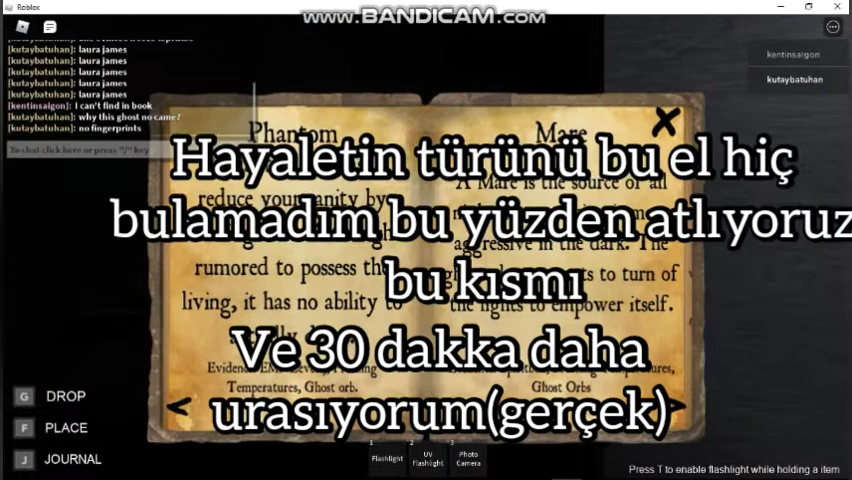 Roblox
www.BANDICAM.com
[kutaybatuhan]: laura james
[kutaybatuhan]: laura james
[kutaybatuhan]: laura james
[kutaybatuhan]: laura james
[kutaybatuhan]: laura james
[kentinsaigon]: I can't find in book
[kutaybatuhan]: why this ghost no came?
[kutaybatuhan]: no fingerprints
To chat click here or press "/" key
kentinsaigon
kutaybatuhan
Phantom
reduce your sanity by
rumored to possess the
living, it has no ability to
Temperatures, Ghost orb.
Mare
A Mare is the source of all
aggressive in the dark. The
to turn of
the lights to empower itself.
Ghost Orbs
Hayaletin türünü bu el hiç
bulamadım bu yüzden atlıyoruz
bu kısmı
Ve 30 dakka daha
urasıyorum(gerçek)
G DROP
F PLACE
J JOURNAL
1 Flashlight
2 UV Flashlight
3 Photo Camera
Press T to enable flashlight while holding a item